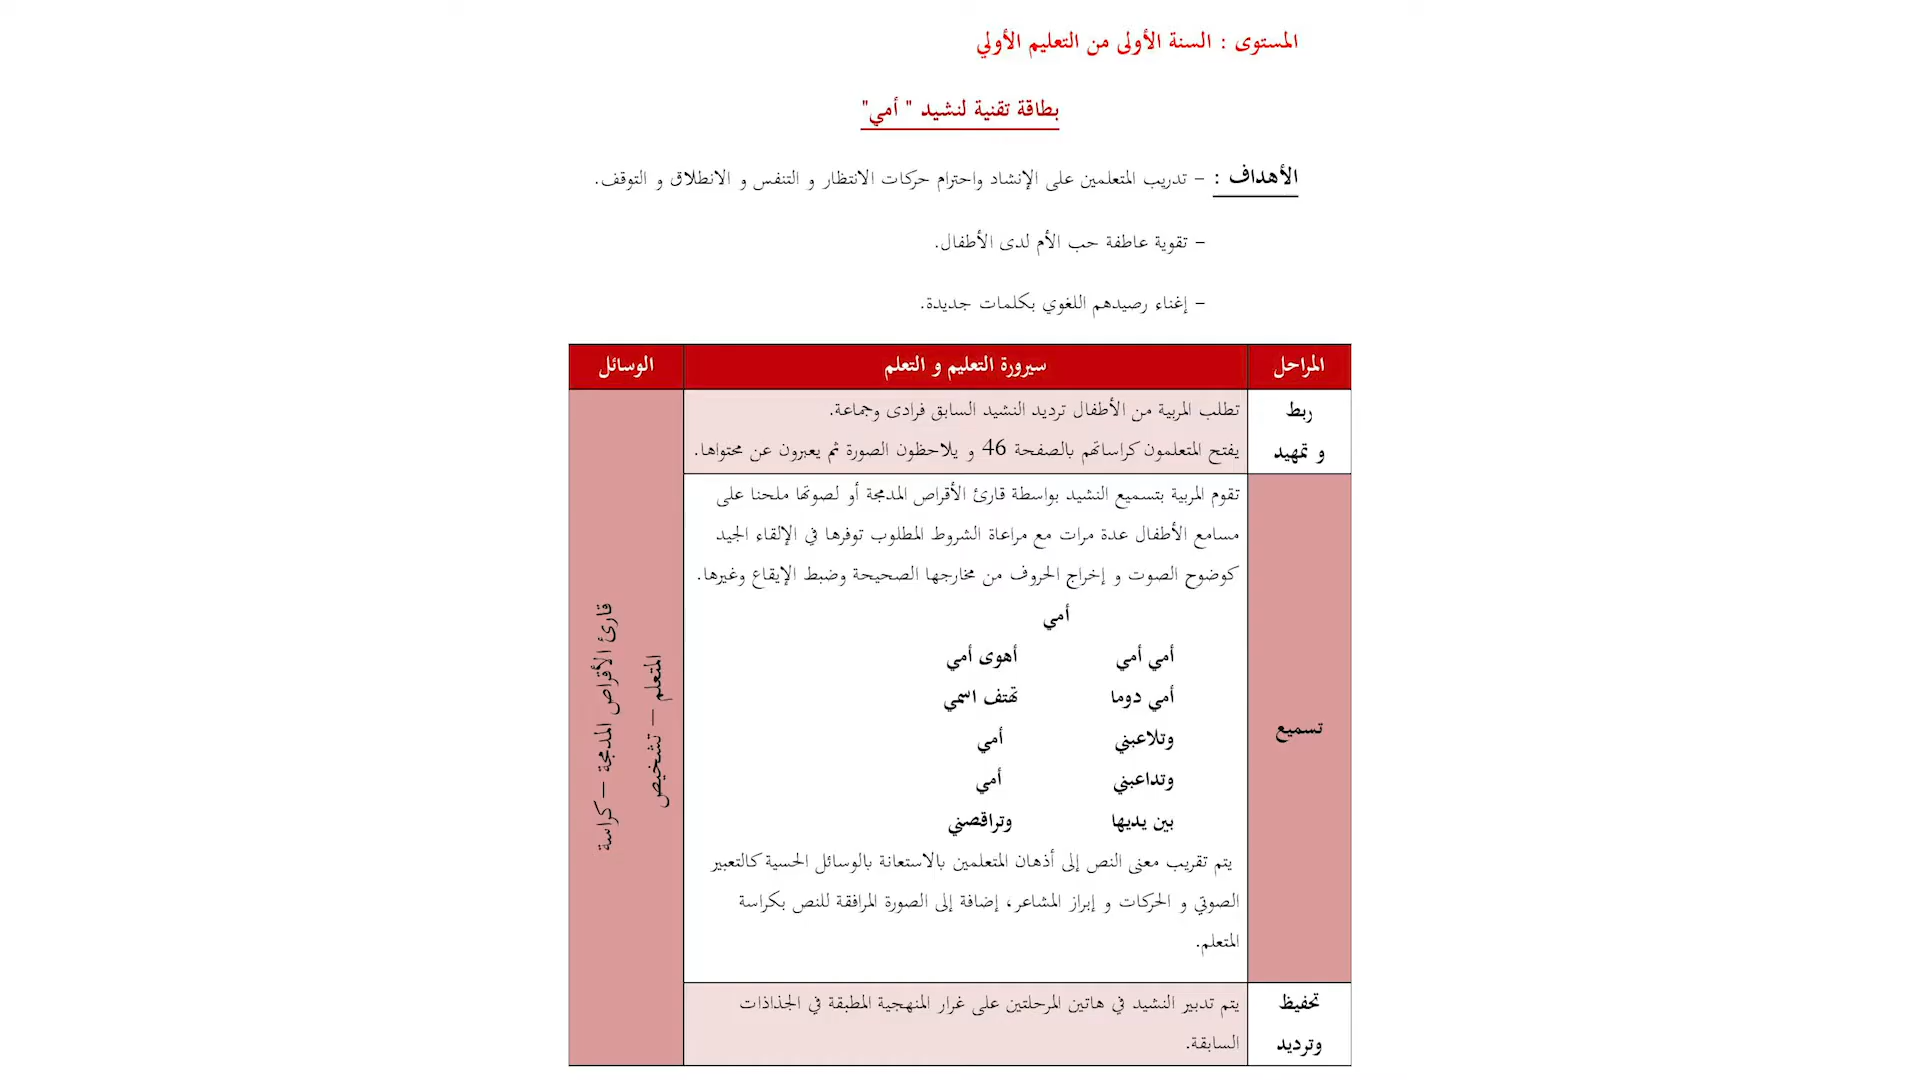 المستوى : السنة الأولى من التعليم الأولي
بطاقة تقنية لنشيد " أمي"
الأهداف : – تدريب المتعلمين على الإنشاد واحترام حركات الانتظار و التنفس و الانطلاق و التوقف.
– تقوية عاطفة حب الأم لدى الأطفال.
– إغناء رصيدهم اللغوي بكلمات جديدة.
المراحل سيرورة التعليم و التعلم الوسائل
ربط
و تمهيد
تطلب المربية من الأطفال ترديد النشيد السابق فرادى وجماعة.
يفتح المتعلمون كراساتهم بالصفحة 46 و يلاحظون الصورة ثم يعبرون عن محتواها.
تسميع
تقوم المربية بتسميع النشيد بواسطة قارئ الأقراص المدمجة أو لصوتها ملحنا على
مسامع الأطفال عدة مرات مع مراعاة الشروط المطلوب توفرها في الإلقاء الجيد
كوضوح الصوت و إخراج الحروف من مخارجها الصحيحة وضبط الإيقاع وغيرها.
أمي
أمي أمي أهوى أمي
أمي دوما تهتف اسمي
وتلاعبني أمي
وتداعبني أمي
بين يديها وتراقصني
يتم تقريب معنى النص إلى أذهان المتعلمين بالاستعانة بالوسائل الحسية كالتعبير
الصوتي و الحركات و إبراز المشاعر، إضافة إلى الصورة المرافقة للنص بكراسة
المتعلم.
تحفيظ
وترديد
يتم تدبير النشيد في هاتين المرحلتين على غرار المنهجية المطبقة في الجذاذات
السابقة.
قارئ الأقراص المدمجة – كراسة
المتعلم – تشخيص